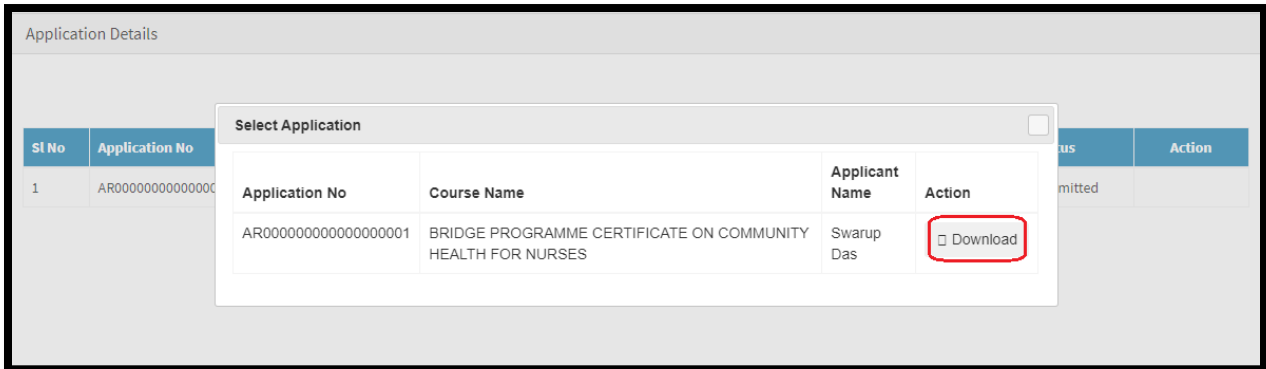 Application Details
Select Application
Sl No Application No tus Action
Application No Course Name Applicant Name Action
1 AR00000000000000 mitted
AR000000000000000001 BRIDGE PROGRAMME CERTIFICATE ON COMMUNITY HEALTH FOR NURSES Swarup Das Download